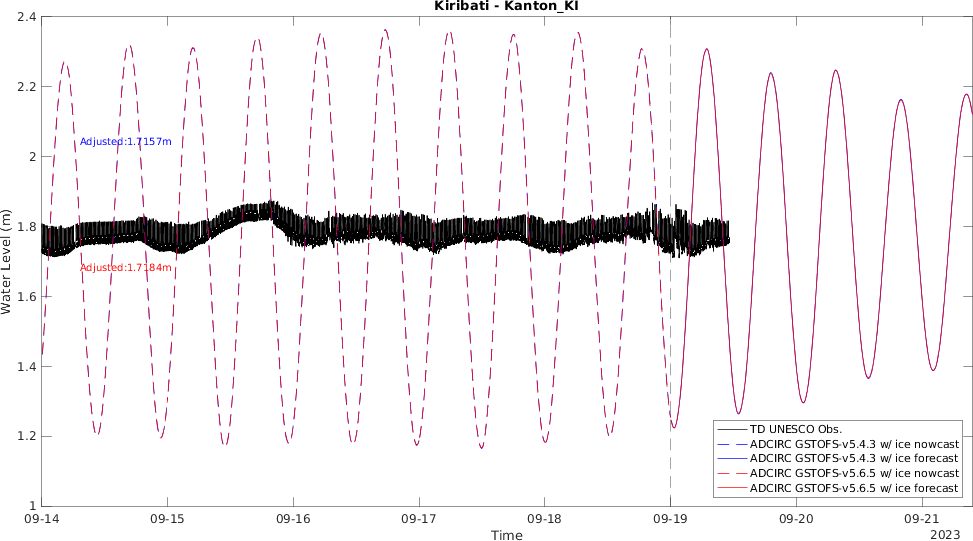 Kiribati - Kanton_KI
2.4
2.2
2
1.8
1.6
1.4
1.2
1
Water Level (m)
Adjusted:1.7157m
Adjusted:1.7184m
TD UNESCO Obs.
ADCIRC GSTOFS-v5.4.3 w/ ice nowcast
ADCIRC GSTOFS-v5.4.3 w/ ice forecast
ADCIRC GSTOFS-v5.6.5 w/ ice nowcast
ADCIRC GSTOFS-v5.6.5 w/ ice forecast
09-14 09-15 09-16 09-17 09-18 09-19 09-20 09-21
Time
2023